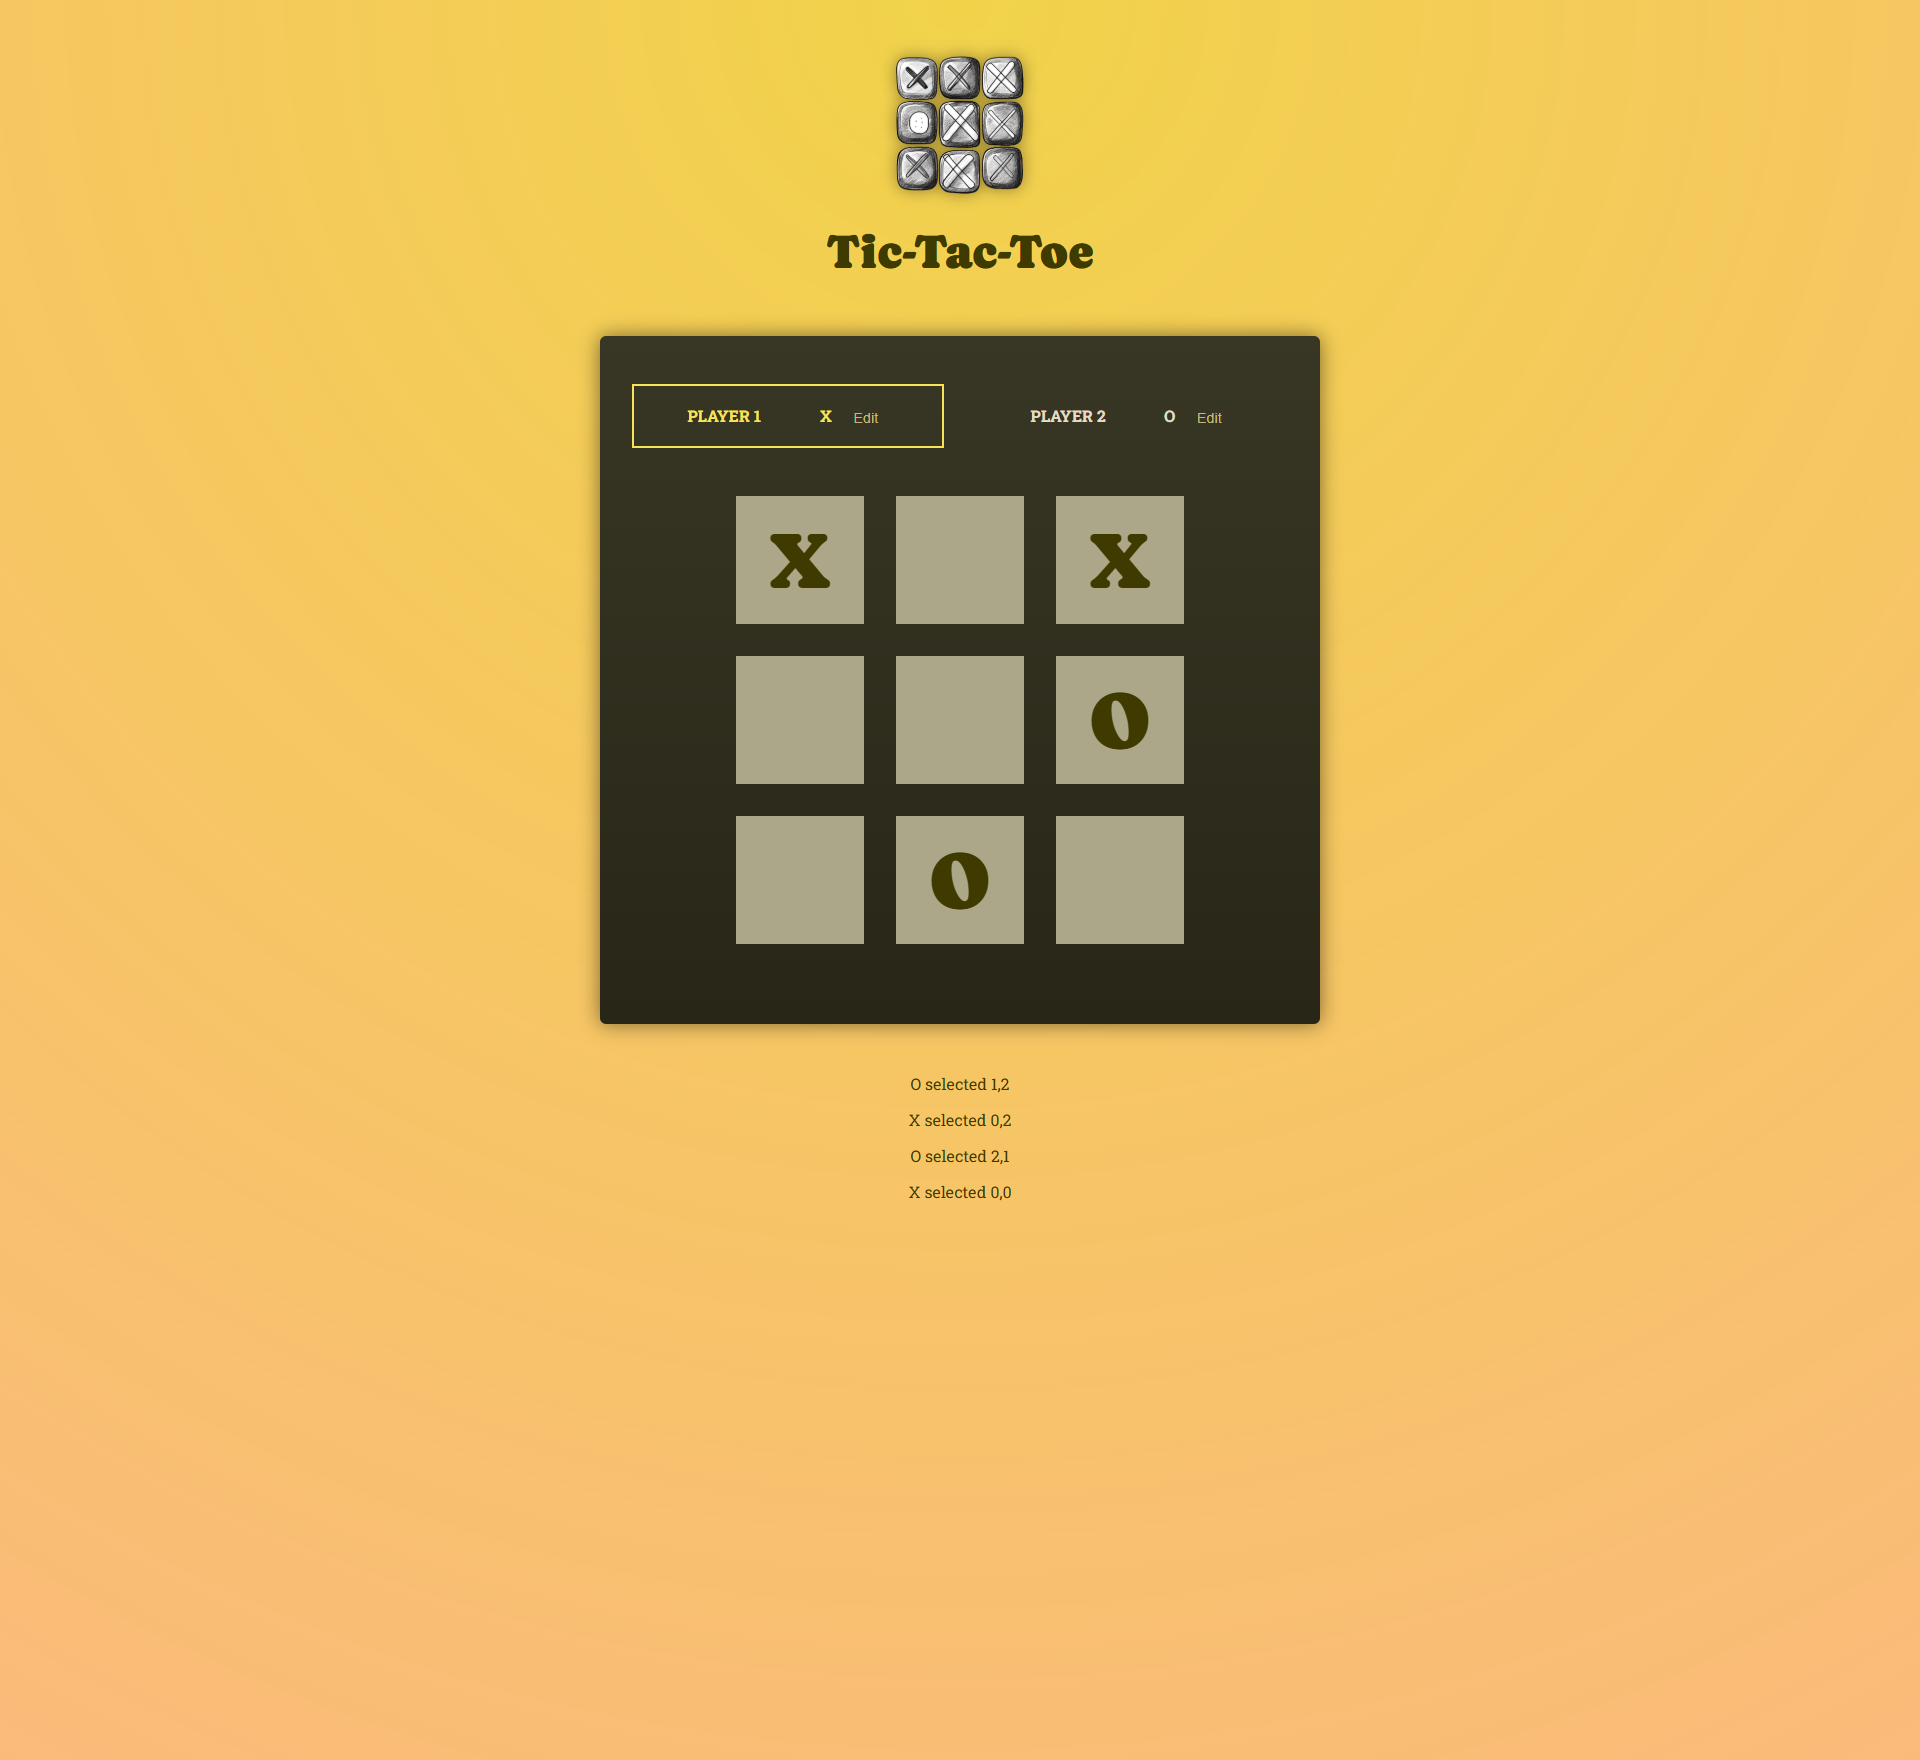 Tic-Tac-Toe
PLAYER 1 X Edit PLAYER 2 O Edit
X X
O
O
O selected 1,2
X selected 0,2
O selected 2,1
X selected 0,0